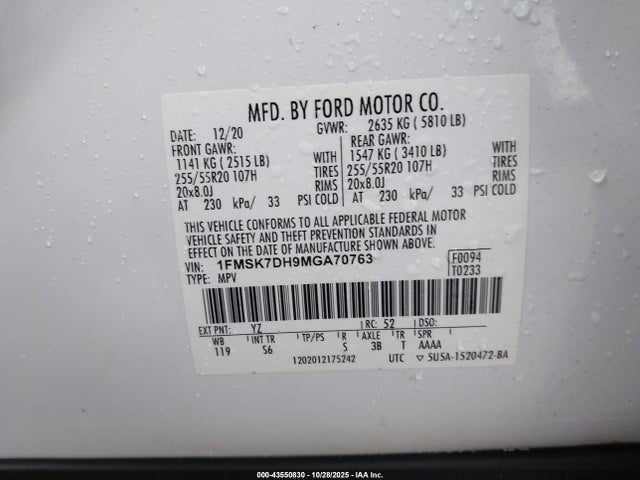 MFD. BY FORD MOTOR CO.
DATE: 12/20 GVWR: 2635 KG ( 5810 LB)
FRONT GAWR: REAR GAWR:
1141 KG ( 2515 LB) WITH 1547 KG ( 3410 LB) WITH
255/55R20 107H TIRES 255/55R20 107H TIRES
20x8.0J RIMS 20x8.0J RIMS
AT 230 kPa/ 33 PSI COLD AT 230 kPa/ 33 PSI COLD
THIS VEHICLE CONFORMS TO ALL APPLICABLE FEDERAL MOTOR
VEHICLE SAFETY AND THEFT PREVENTION STANDARDS IN
EFFECT ON THE DATE OF MANUFACTURE SHOWN ABOVE.
VIN: 1FMSK7DH9MGA70763 F0094
TYPE: MPV T0233
EXT PNT: YZ RC: 52 DSO:
WB INT TR TP/PS R AXLE TR SPR
119 S6 S 3B T AAAA
1202012175242 UTC ▽ 5U5A-1520472-BA
000-43550830 - 10/28/2025 - IAA Inc.